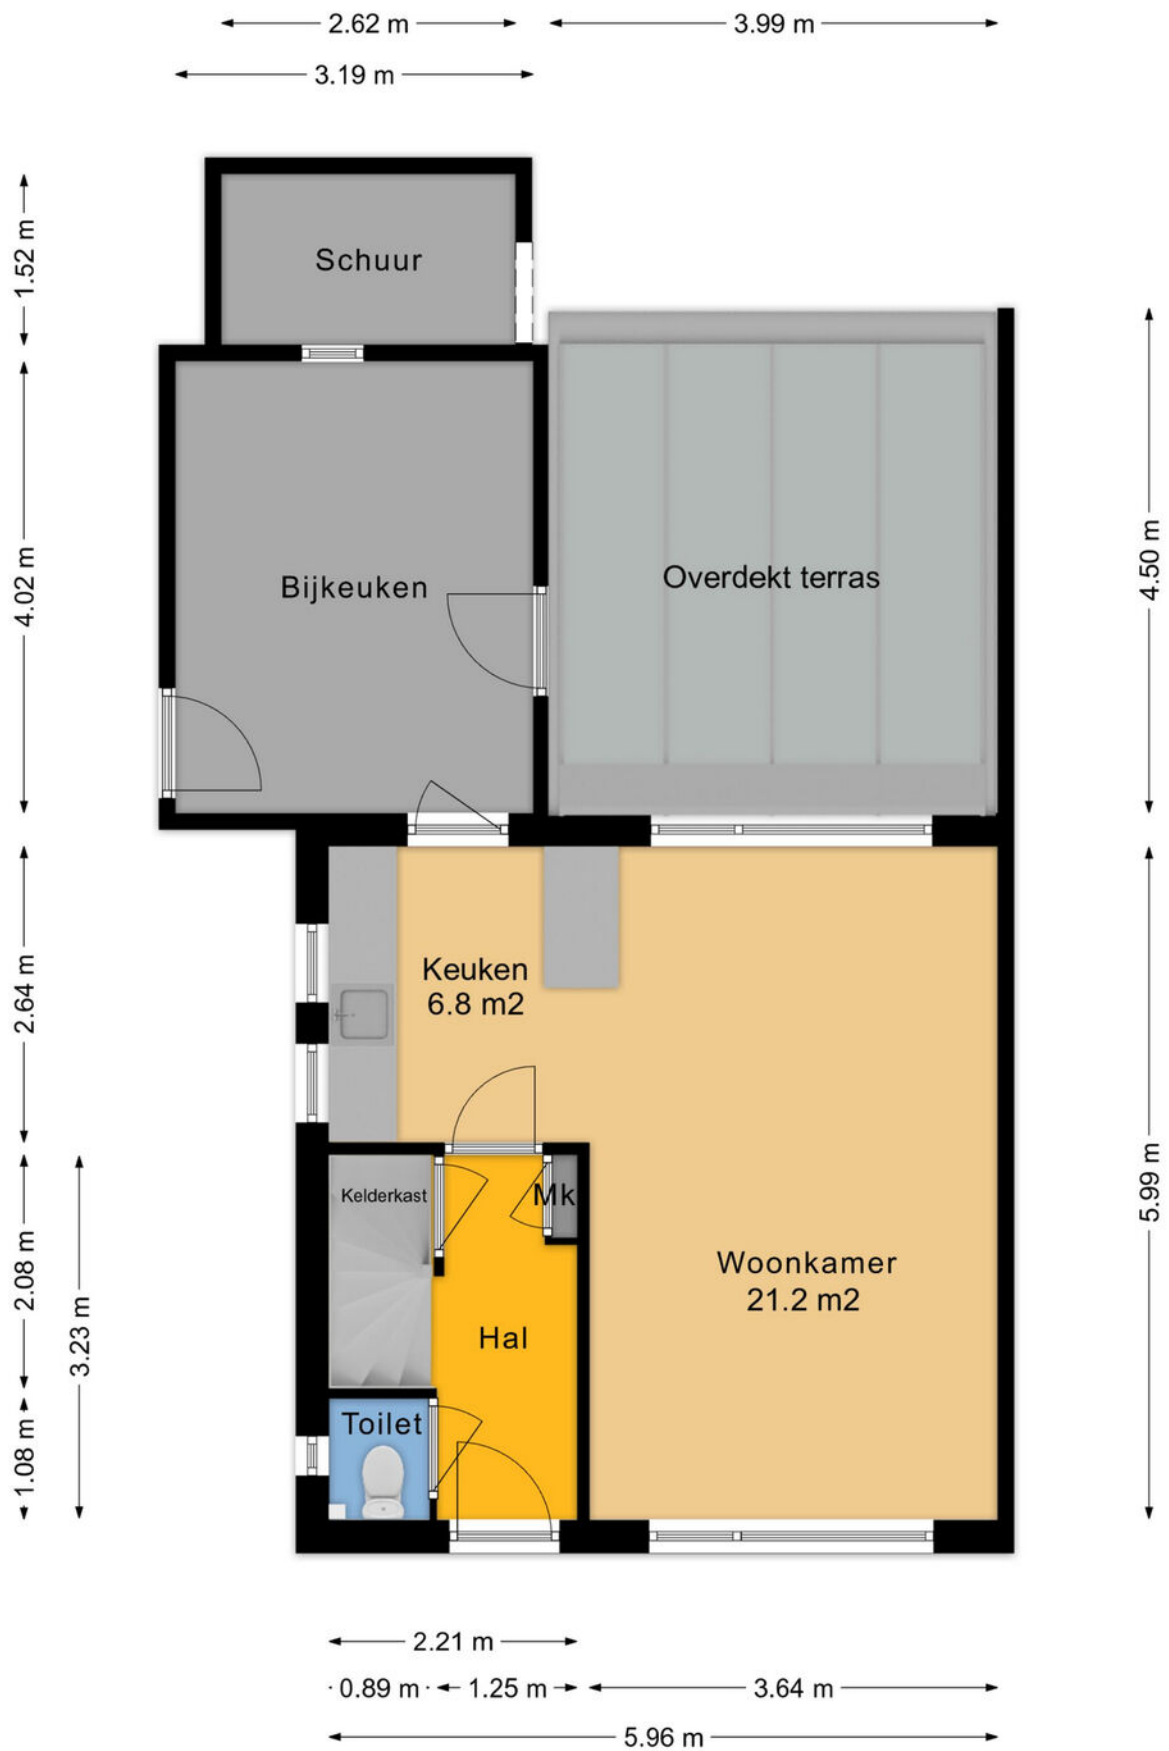 2.62 m
3.99 m
3.19 m
1.52 m
Schuur
4.02 m
Bijkeuken
Overdekt terras
4.50 m
2.64 m
Keuken
6.8 m2
Kelderkast
Mk
2.08 m
3.23 m
5.99 m
Woonkamer
21.2 m2
Hal
1.08 m
Toilet
2.21 m
0.89 m
1.25 m
3.64 m
5.96 m